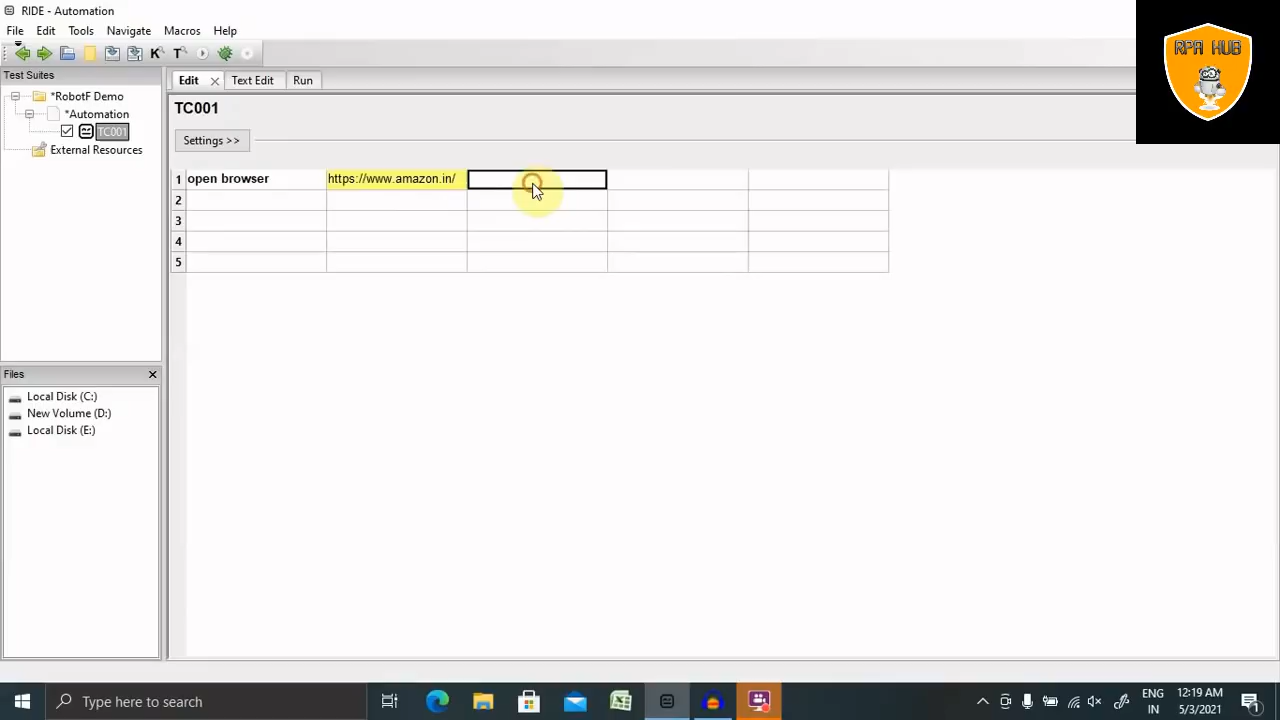 RIDE - Automation
File Edit Tools Navigate Macros Help
RPA HUB
K T
Test Suites
Edit Text Edit Run
*RobotF Demo
*Automation
TC001
External Resources
TC001
Settings >>
1 open browser https://www.amazon.in/
2
3
4
5
Files
Local Disk (C:)
New Volume (D:)
Local Disk (E:)
Type here to search
ENG
IN
12:19 AM
5/3/2021
1